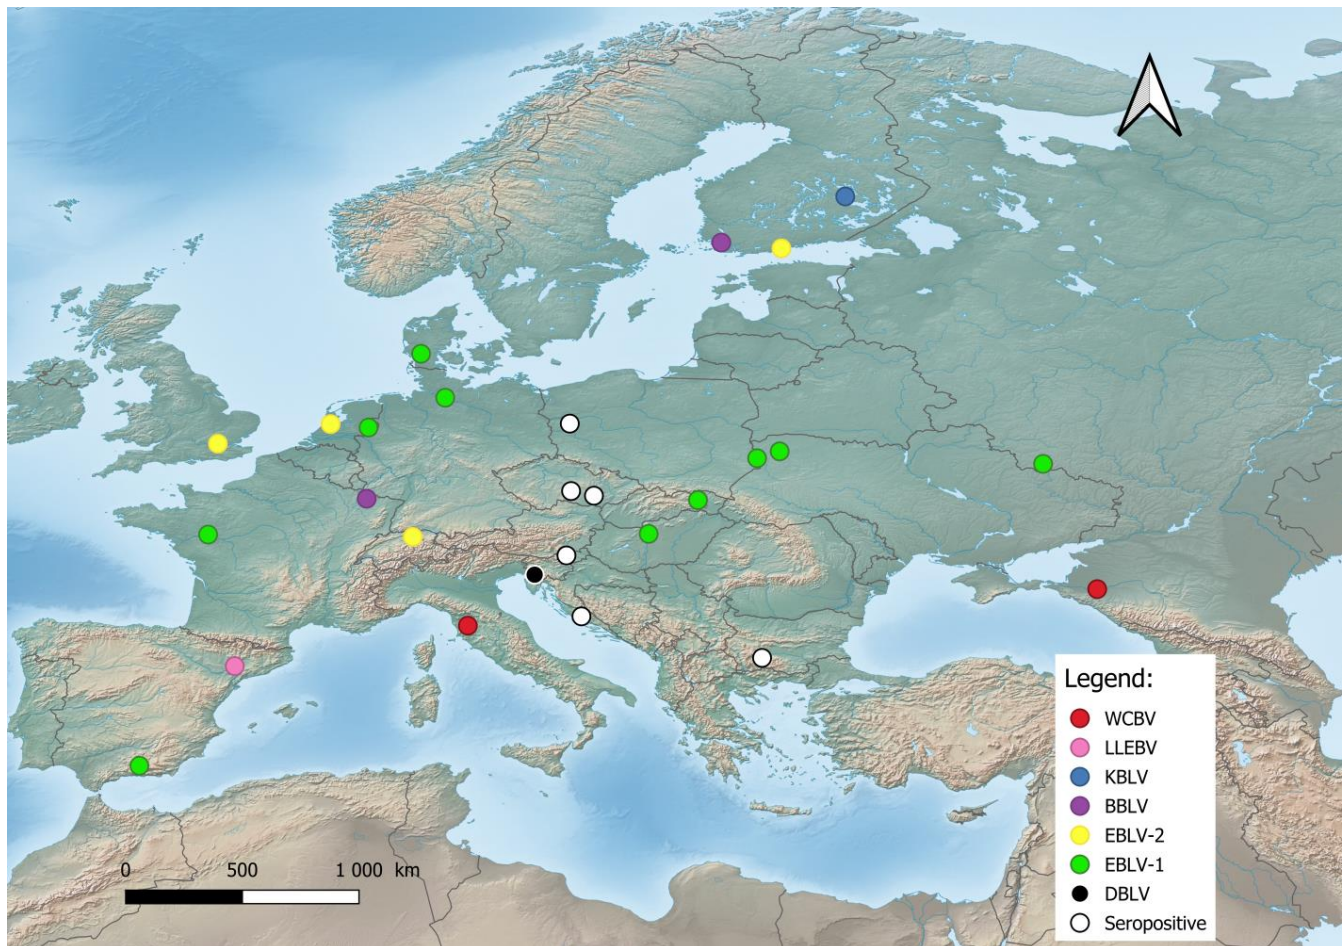 Legend:
WCBV
LLEBV
KBLV
BBLV
EBLV-2
EBLV-1
DBLV
Seropositive
0 500 1 000 km